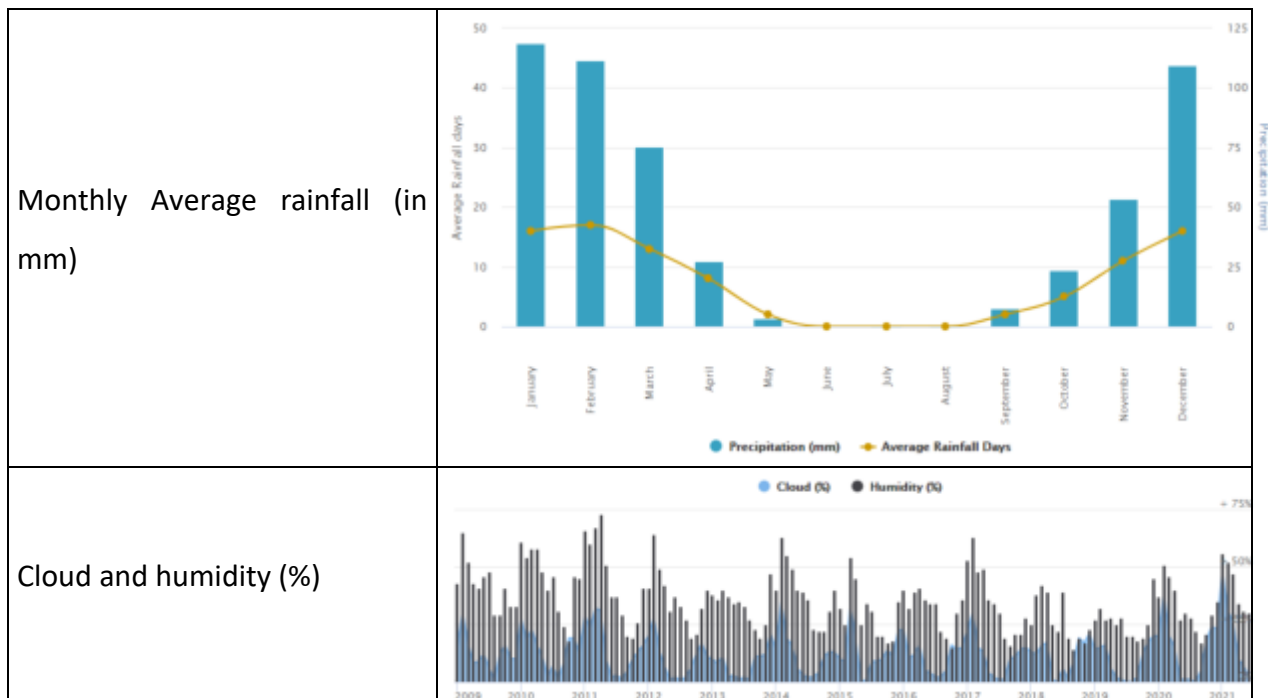 Monthly Average rainfall (in
mm)
50
40
30
20
10
0
Average Rainfall days
125
100
75
50
25
0
Precipitation (mm)
January
February
March
April
May
June
July
August
September
October
November
December
Precipitation (mm)
Average Rainfall Days
Cloud and humidity (%)
Cloud (%)
Humidity (%)
+ 75%
50%
2009
2010
2011
2012
2013
2014
2015
2016
2017
2018
2019
2020
2021